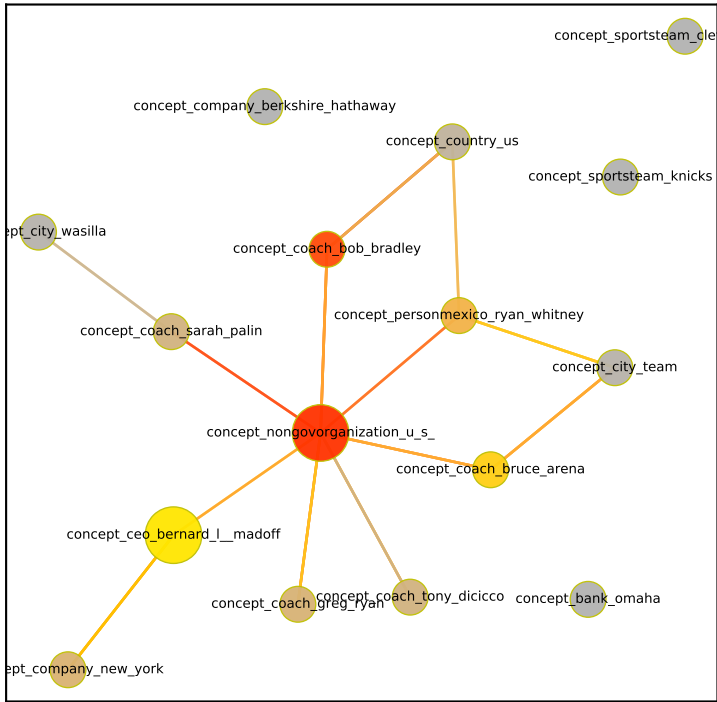 concept_sportsteam_cle
concept_company_berkshire_hathaway
concept_country_us
concept_sportsteam_knicks
ept_city_wasilla
concept_coach_bob_bradley
concept_personmexico_ryan_whitney
concept_coach_sarah_palin
concept_city_team
concept_nongovorganization_u_s_
concept_coach_bruce_arena
concept_ceo_bernard_l__madoff
concept_coach_tony_dicicco
concept_coach_greg_ryan
concept_bank_omaha
ept_company_new_york